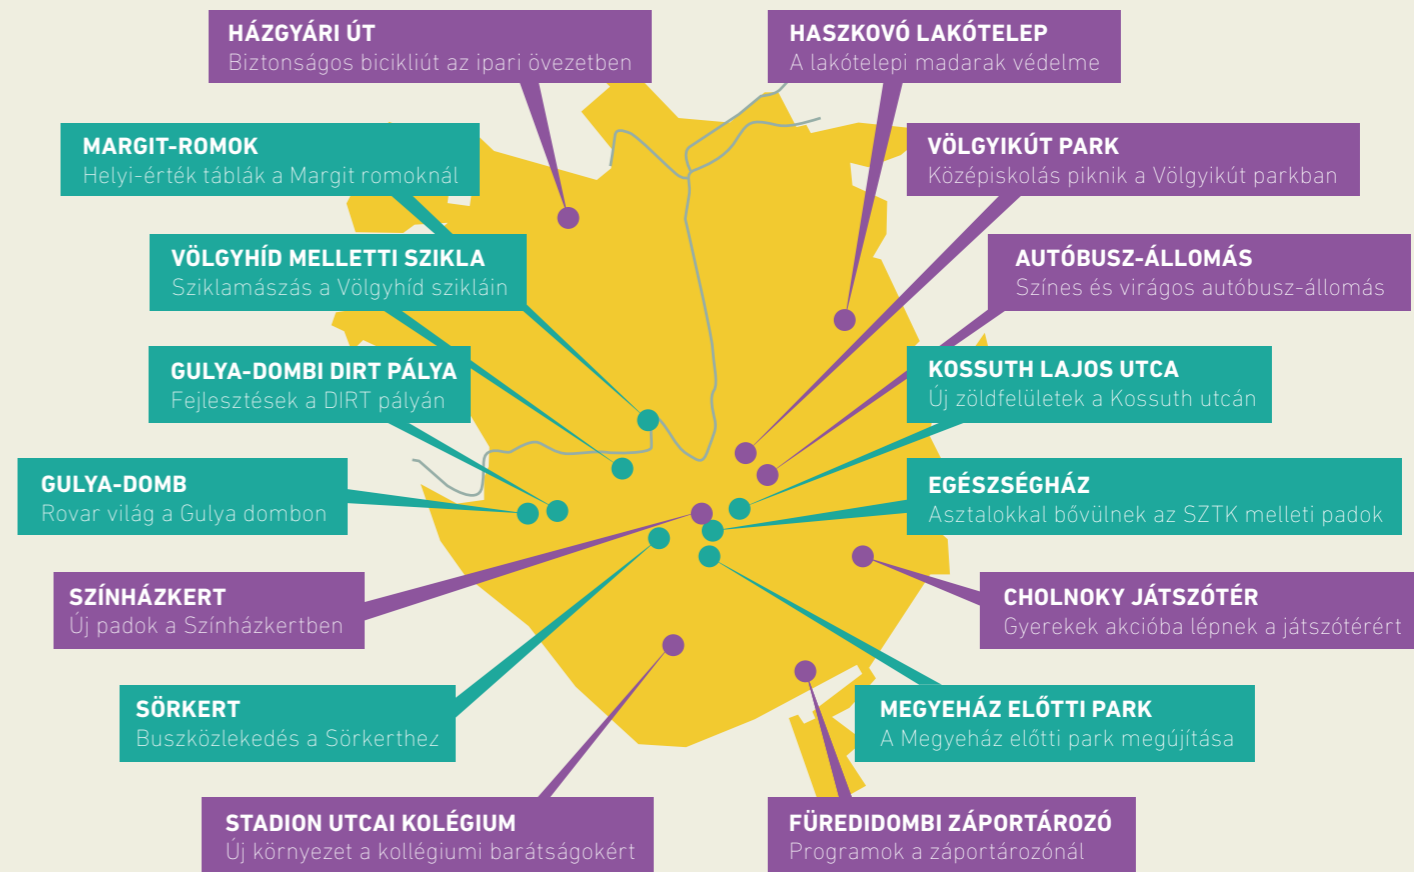 HÁZGYÁRI ÚT
Biztonságos bicikliút az ipari övezetben
HASZKOVÓ LAKÓTELEP
A lakótelepi madarak védelme
MARGIT-ROMOK
Helyi-érték táblák a Margit romoknál
VÖLGYIKÚT PARK
Középiskolás piknik a Völgyikút parkban
VÖLGYHÍD MELLETTI SZIKLA
Sziklamászás a Völgyhíd szikláin
AUTÓBUSZ-ÁLLOMÁS
Színes és virágos autóbusz-állomás
GULYA-DOMBI DIRT PÁLYA
Fejlesztések a DIRT pályán
KOSSUTH LAJOS UTCA
Új zöldfelületek a Kossuth utcán
GULYA-DOMB
Rovar világ a Gulya dombon
EGÉSZSÉGHÁZ
Asztalokkal bővülnek az SZTK melleti padok
SZÍNHÁZKERT
Új padok a Színházkertben
CHOLNOKY JÁTSZÓTÉR
Gyerekek akcióba lépnek a játszótérért
SÖRKERT
Buszközlekedés a Sörkerthez
MEGYEHÁZ ELŐTTI PARK
A Megyeház előtti park megújítása
STADION UTCAI KOLÉGIUM
Új környezet a kollégiumi barátságokért
FÜREDIDOMBI ZÁPORTÁROZÓ
Programok a záportározónál